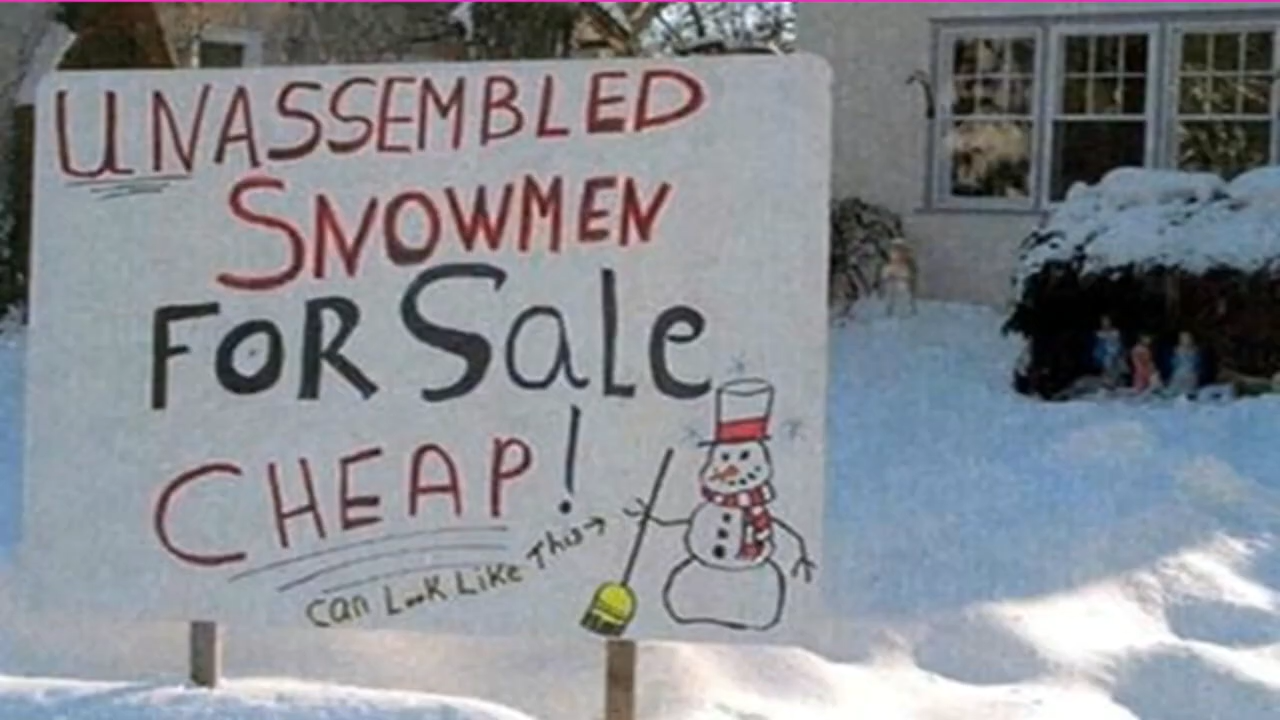 UNASSEMBLED
SNOWMEN
FOR Sale
CHEAP!
Can Look Like This→